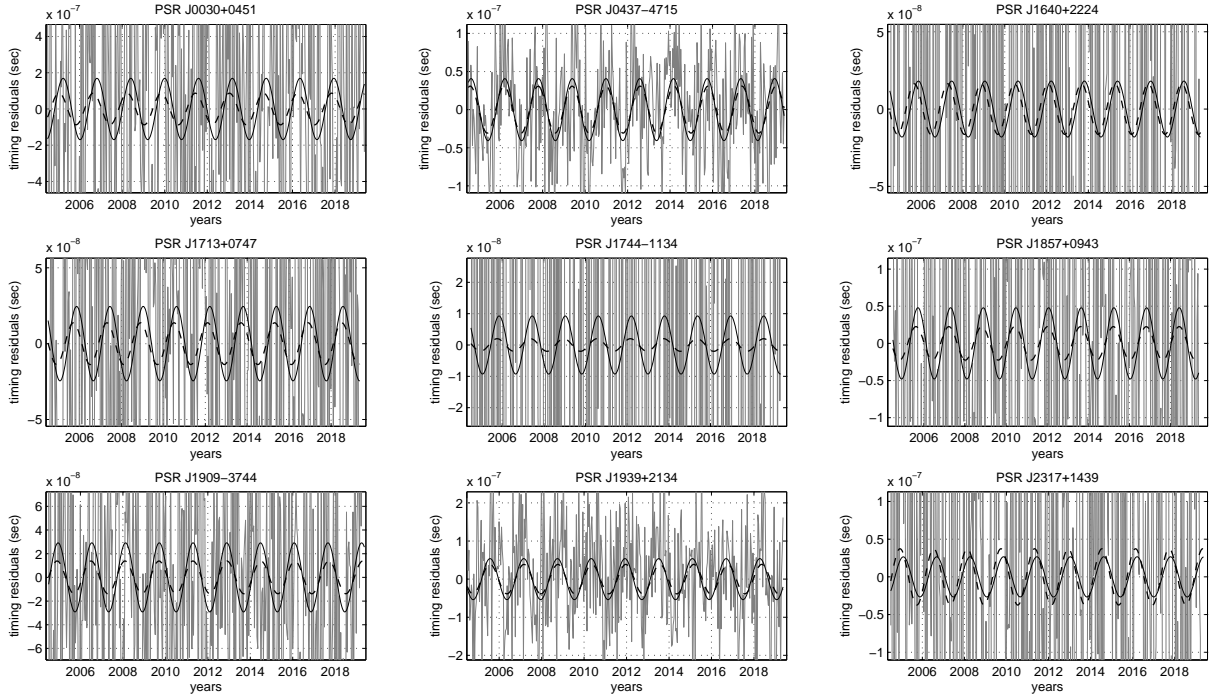 PSR J0030+0451
x 10⁻⁷
4
2
0
−2
−4
timing residuals (sec)
2006 2008 2010 2012 2014 2016 2018
years
PSR J0437−4715
x 10⁻⁷
1
0.5
0
−0.5
−1
timing residuals (sec)
2006 2008 2010 2012 2014 2016 2018
years
PSR J1640+2224
x 10⁻⁸
5
0
−5
timing residuals (sec)
2006 2008 2010 2012 2014 2016 2018
years
PSR J1713+0747
x 10⁻⁸
5
0
−5
timing residuals (sec)
2006 2008 2010 2012 2014 2016 2018
years
PSR J1744−1134
x 10⁻⁸
2
1
0
−1
−2
timing residuals (sec)
2006 2008 2010 2012 2014 2016 2018
years
PSR J1857+0943
x 10⁻⁷
1
0.5
0
−0.5
−1
timing residuals (sec)
2006 2008 2010 2012 2014 2016 2018
years
PSR J1909−3744
x 10⁻⁸
6
4
2
0
−2
−4
−6
timing residuals (sec)
2006 2008 2010 2012 2014 2016 2018
years
PSR J1939+2134
x 10⁻⁷
2
1
0
−1
−2
timing residuals (sec)
2006 2008 2010 2012 2014 2016 2018
years
PSR J2317+1439
x 10⁻⁷
1
0.5
0
−0.5
−1
timing residuals (sec)
2006 2008 2010 2012 2014 2016 2018
years